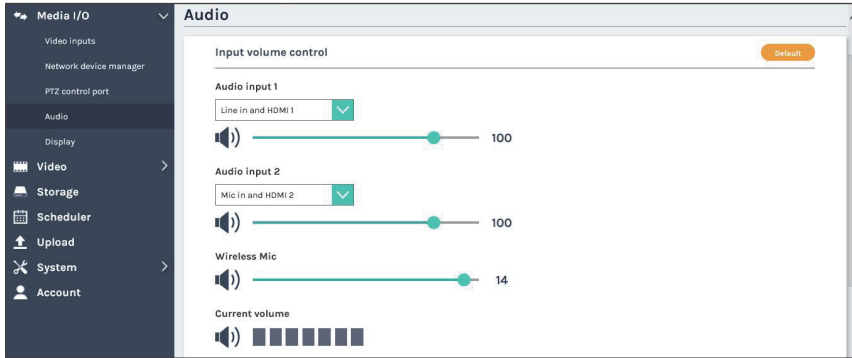 Media I/O
Video inputs
Network device manager
PTZ control port
Audio
Display
Video
Storage
Scheduler
Upload
System
Account
Audio
Input volume control
Default
Audio input 1
Line in and HDMI 1
100
Audio input 2
Mic in and HDMI 2
100
Wireless Mic
14
Current volume